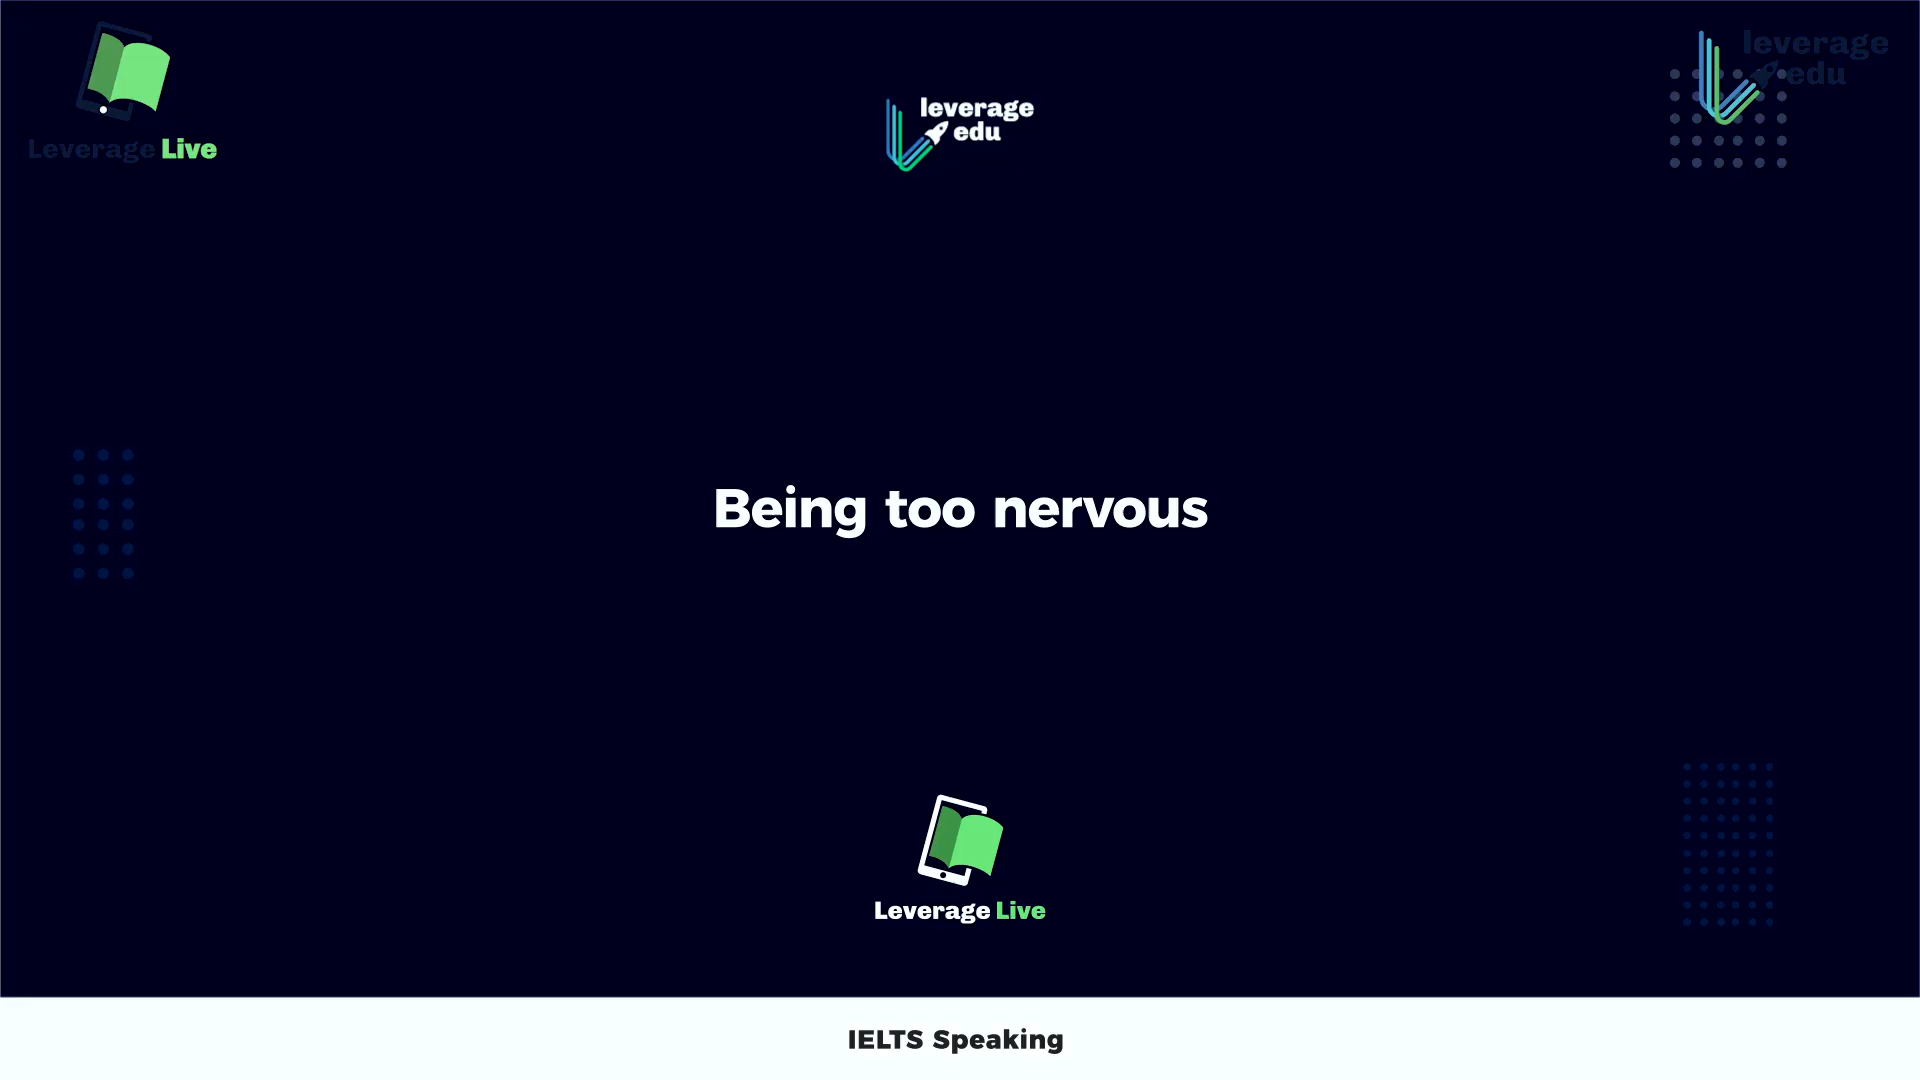 Leverage Live
leverage
edu
leverage
edu
Being too nervous
Leverage Live
IELTS Speaking